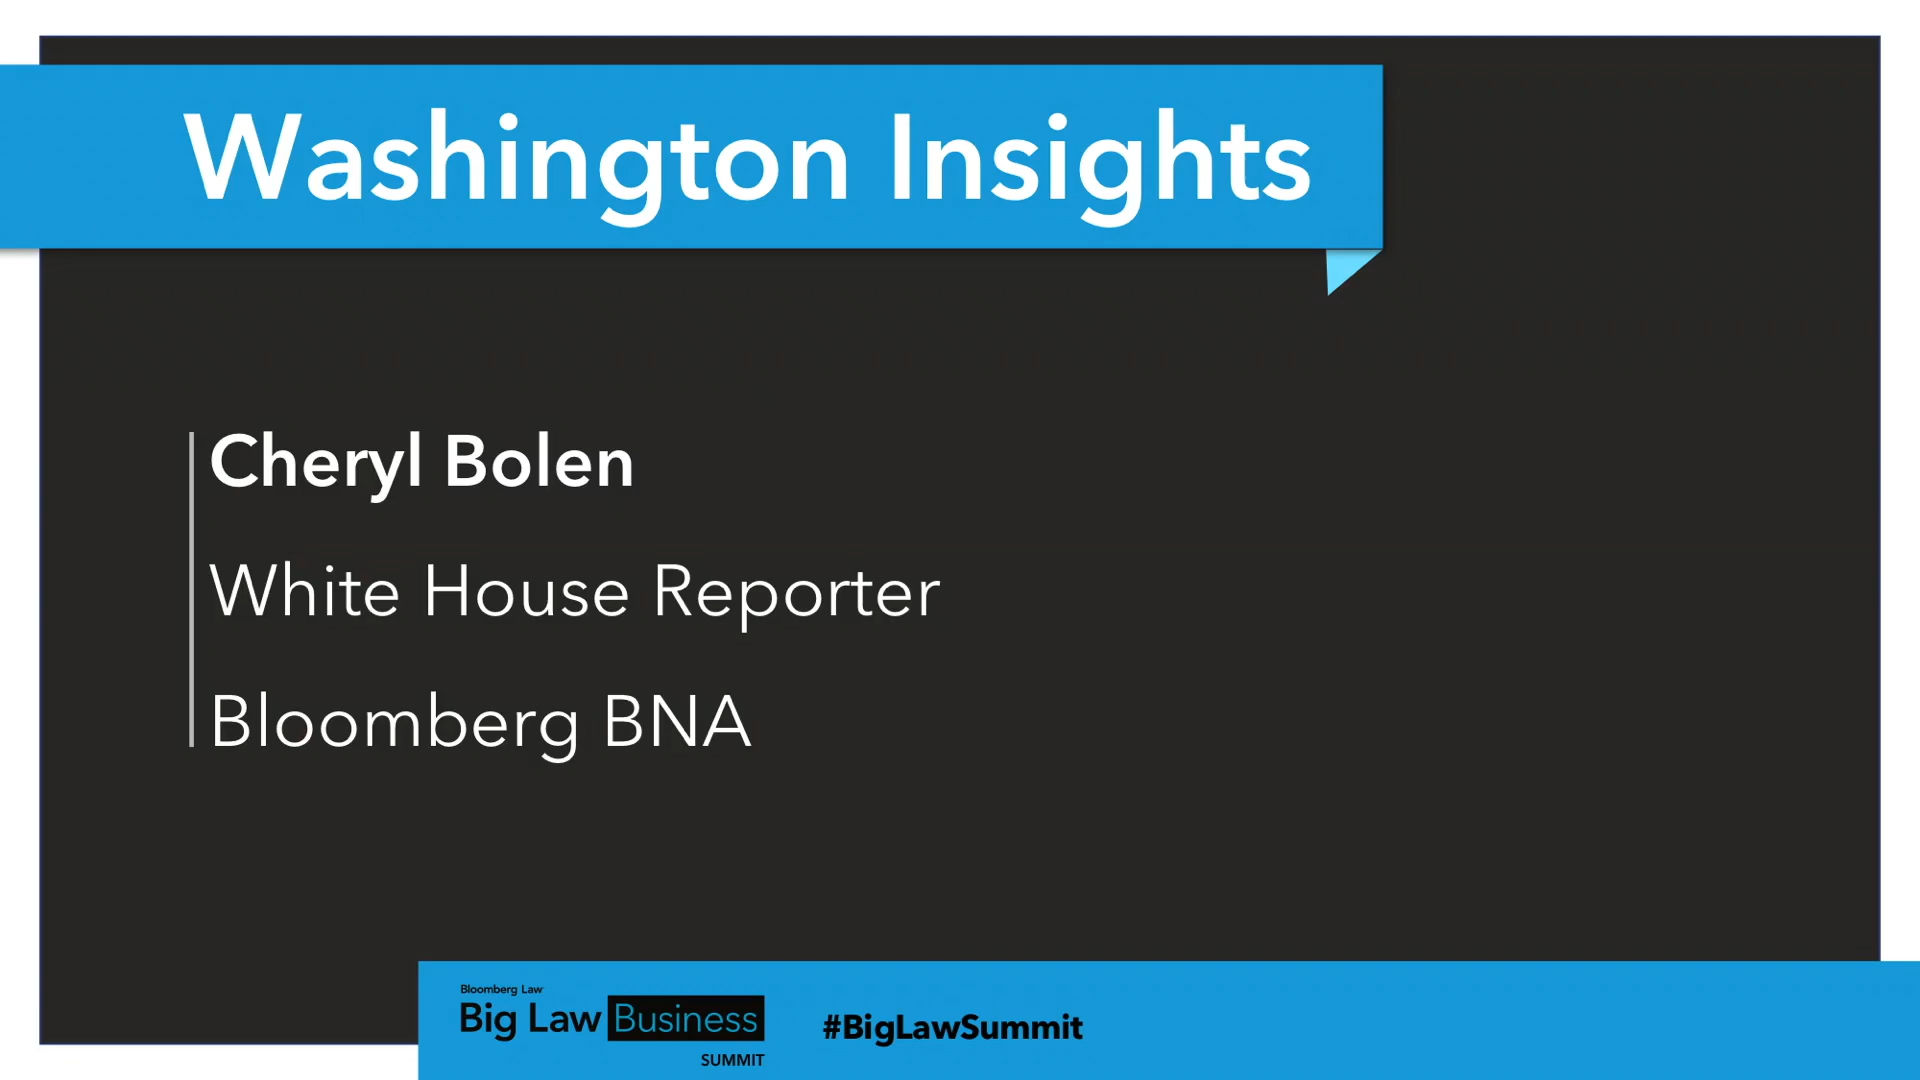 Washington Insights
Cheryl Bolen
White House Reporter
Bloomberg BNA
Bloomberg Law
Big Law Business
SUMMIT
#BigLawSummit